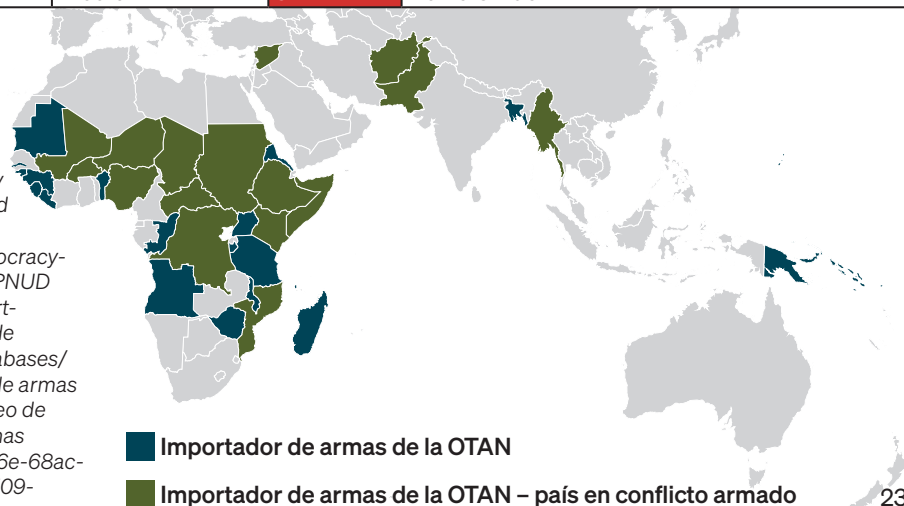 d
ocracy-
PNUD
rt-
abases/
de armas
eo de
nas
6e-68ac-
09-
Importador de armas de la OTAN
Importador de armas de la OTAN – país en conflicto armado
23